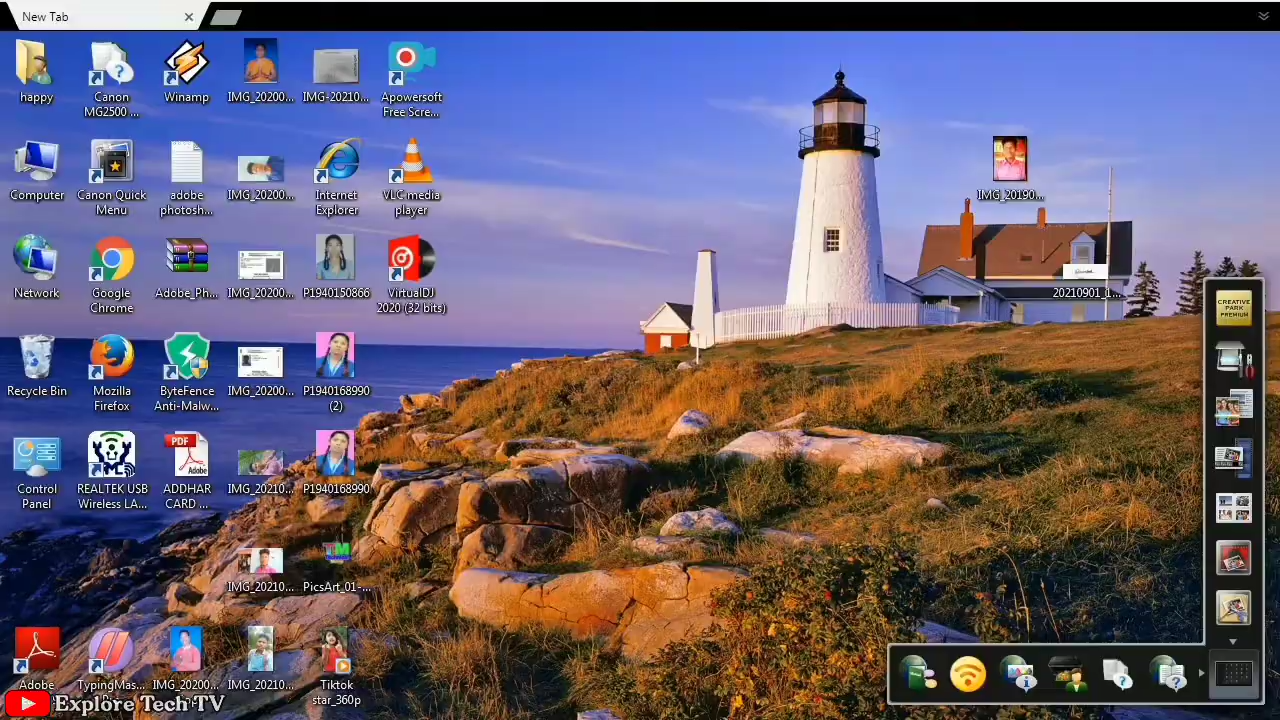 New Tab
happy
Canon
MG2500 ...
Winamp
IMG_20200...
IMG-20210...
Apowersoft
Free Scre...
Computer
Canon Quick
Menu
adobe
photosh...
IMG_20200...
Internet
Explorer
VLC media
player
IMG_20190...
Network
Google
Chrome
Adobe_Ph...
IMG_20200...
P1940150866
VirtualDJ
2020 (32 bits)
20210901_1...
CREATIVE
PARK
PREMIUM
Recycle Bin
Mozilla
Firefox
ByteFence
Anti-Malw...
IMG_20200...
P1940168990
(2)
Control
Panel
REALTEK USB
Wireless LA...
PDF
Adobe
ADDHAR
CARD ...
IMG_20210...
P1940168990
IMG_20210...
TM
PicsArt_01-...
Adobe
TypingMas...
IMG_20200...
IMG_20210...
Tiktok
star_360p
Explore Tech TV